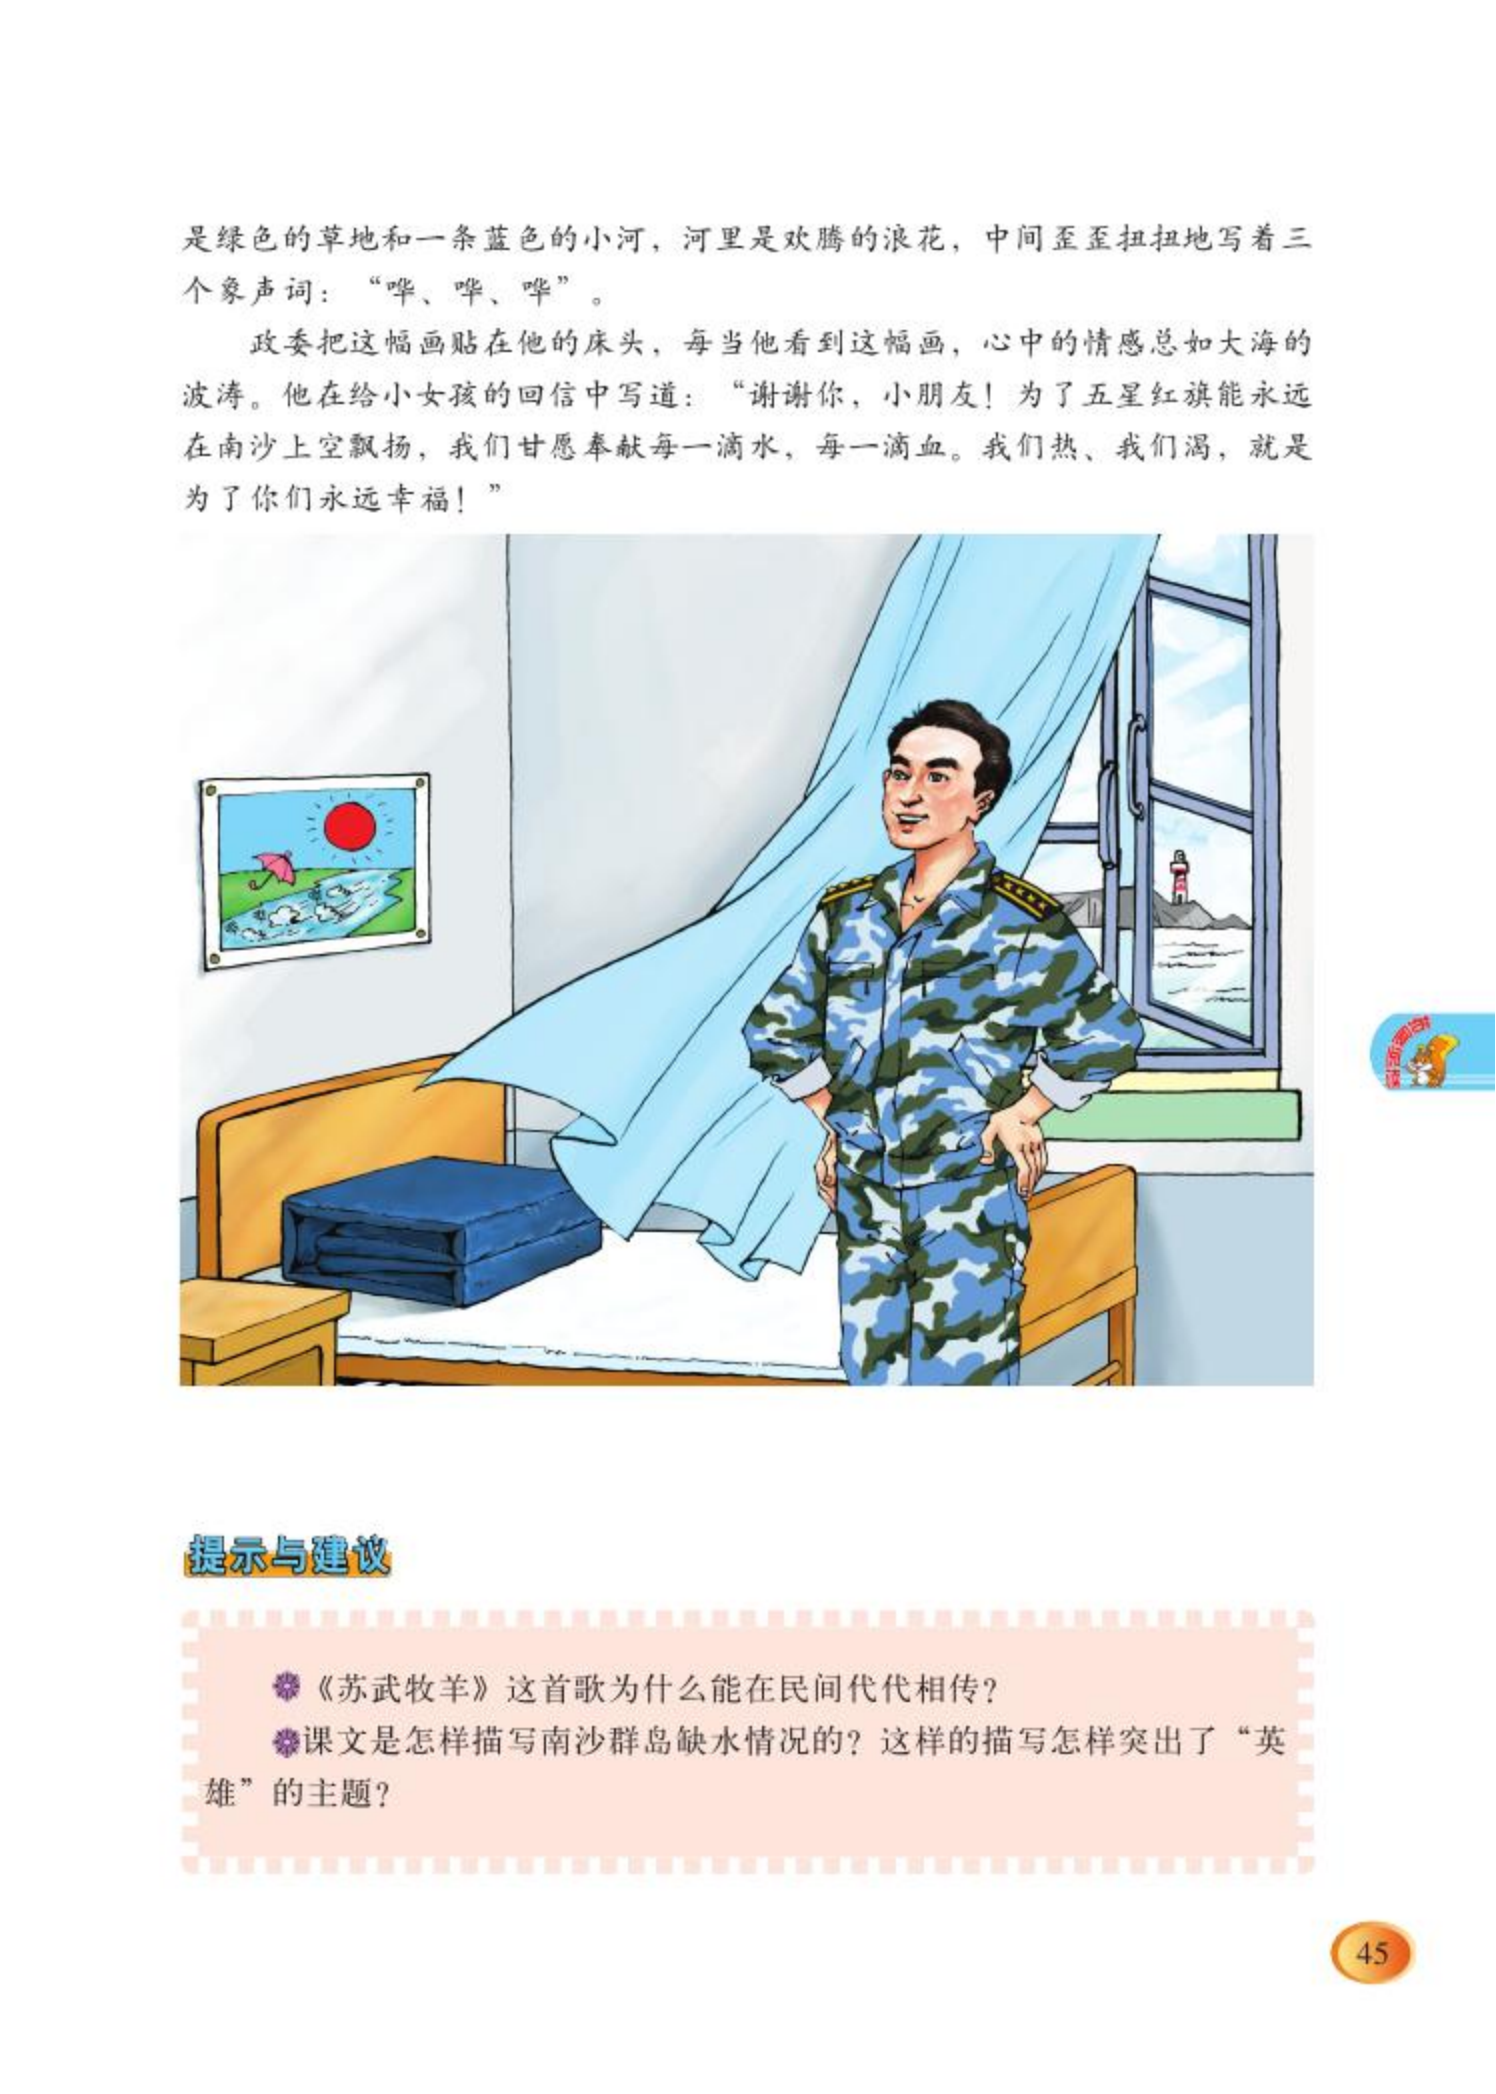 是绿色的草地和一条蓝色的小河，河里是欢腾的浪花，中间歪歪扭扭地写着三
个象声词：“哗、哗、哗”。
政委把这幅画贴在他的床头，每当他看到这幅画，心中的情感总如大海的
波涛。他在给小女孩的回信中写道：“谢谢你，小朋友！为了五星红旗能永远
在南沙上空飘扬，我们甘愿奉献每一滴水，每一滴血。我们热、我们渴，就是
为了你们永远幸福！”
拓展阅读
提示与建议
《苏武牧羊》这首歌为什么能在民间代代相传？
课文是怎样描写南沙群岛缺水情况的？这样的描写怎样突出了“英
雄”的主题？
45